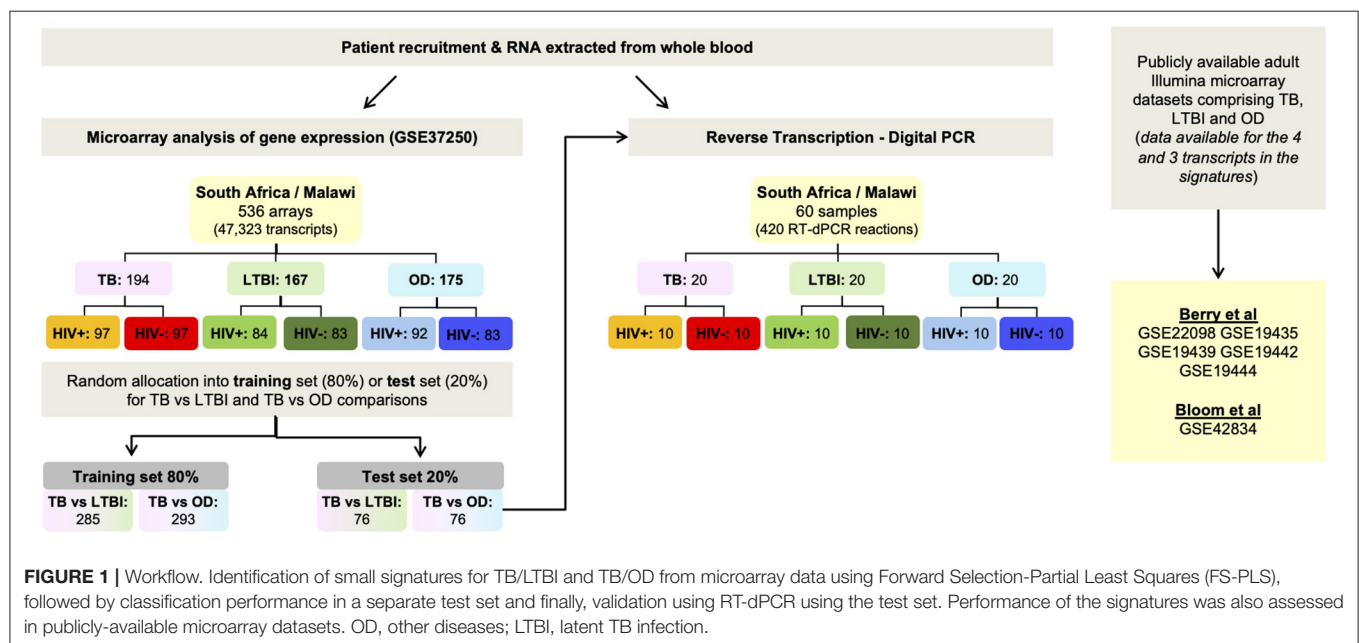 Patient recruitment & RNA extracted from whole blood
Microarray analysis of gene expression (GSE37250)
South Africa / Malawi
536 arrays
(47,323 transcripts)
TB: 194
LTBI: 167
OD: 175
HIV+: 97
HIV-: 97
HIV+: 84
HIV-: 83
HIV+: 92
HIV-: 83
Random allocation into training set (80%) or test set (20%)
for TB vs LTBI and TB vs OD comparisons
Training set 80%
TB vs LTBI:
285
TB vs OD:
293
Test set 20%
TB vs LTBI:
76
TB vs OD:
76
Reverse Transcription - Digital PCR
South Africa / Malawi
60 samples
(420 RT-dPCR reactions)
TB: 20
LTBI: 20
OD: 20
HIV+: 10
HIV-: 10
HIV+: 10
HIV-: 10
HIV+: 10
HIV-: 10
Publicly available adult
Illumina microarray
datasets comprising TB,
LTBI and OD
(data available for the 4
and 3 transcripts in the
signatures)
Berry et al
GSE22098 GSE19435
GSE19439 GSE19442
GSE19444
Bloom et al
GSE42834
FIGURE 1 | Workflow. Identification of small signatures for TB/LTBI and TB/OD from microarray data using Forward Selection-Partial Least Squares (FS-PLS),
followed by classification performance in a separate test set and finally, validation using RT-dPCR using the test set. Performance of the signatures was also assessed
in publicly-available microarray datasets. OD, other diseases; LTBI, latent TB infection.